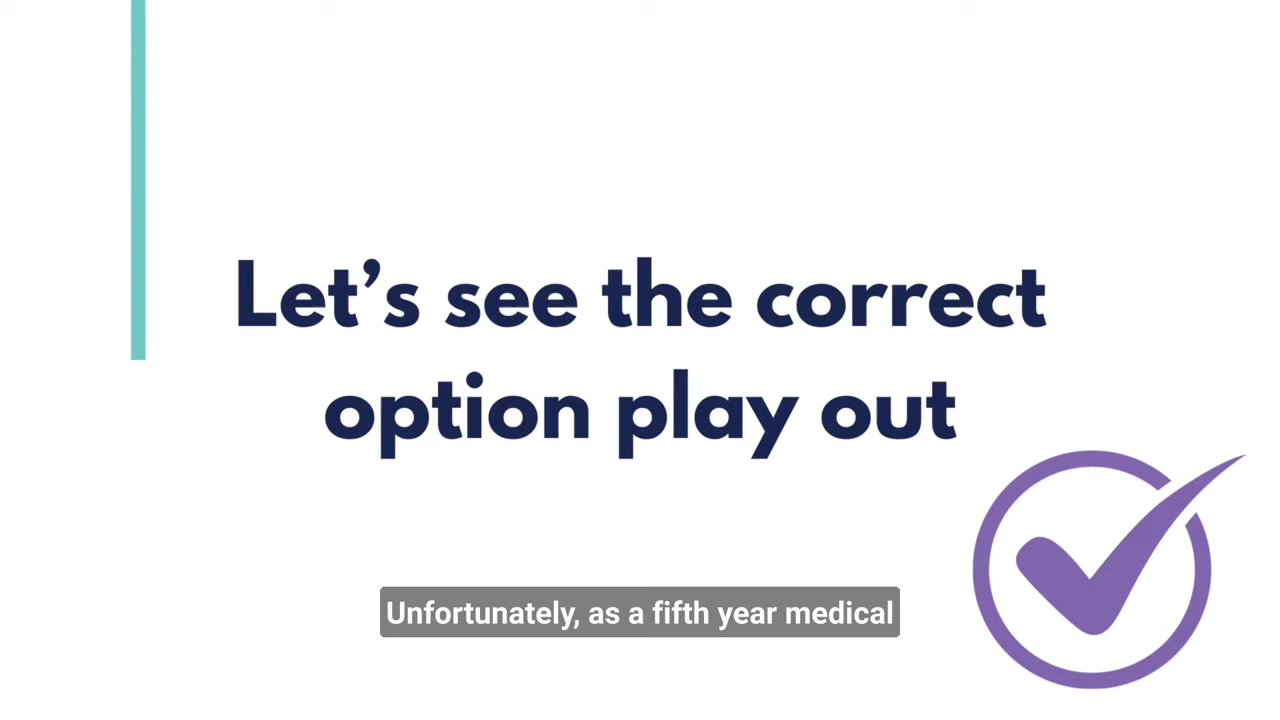 Let’s see the correct
option play out
Unfortunately, as a fifth year medical